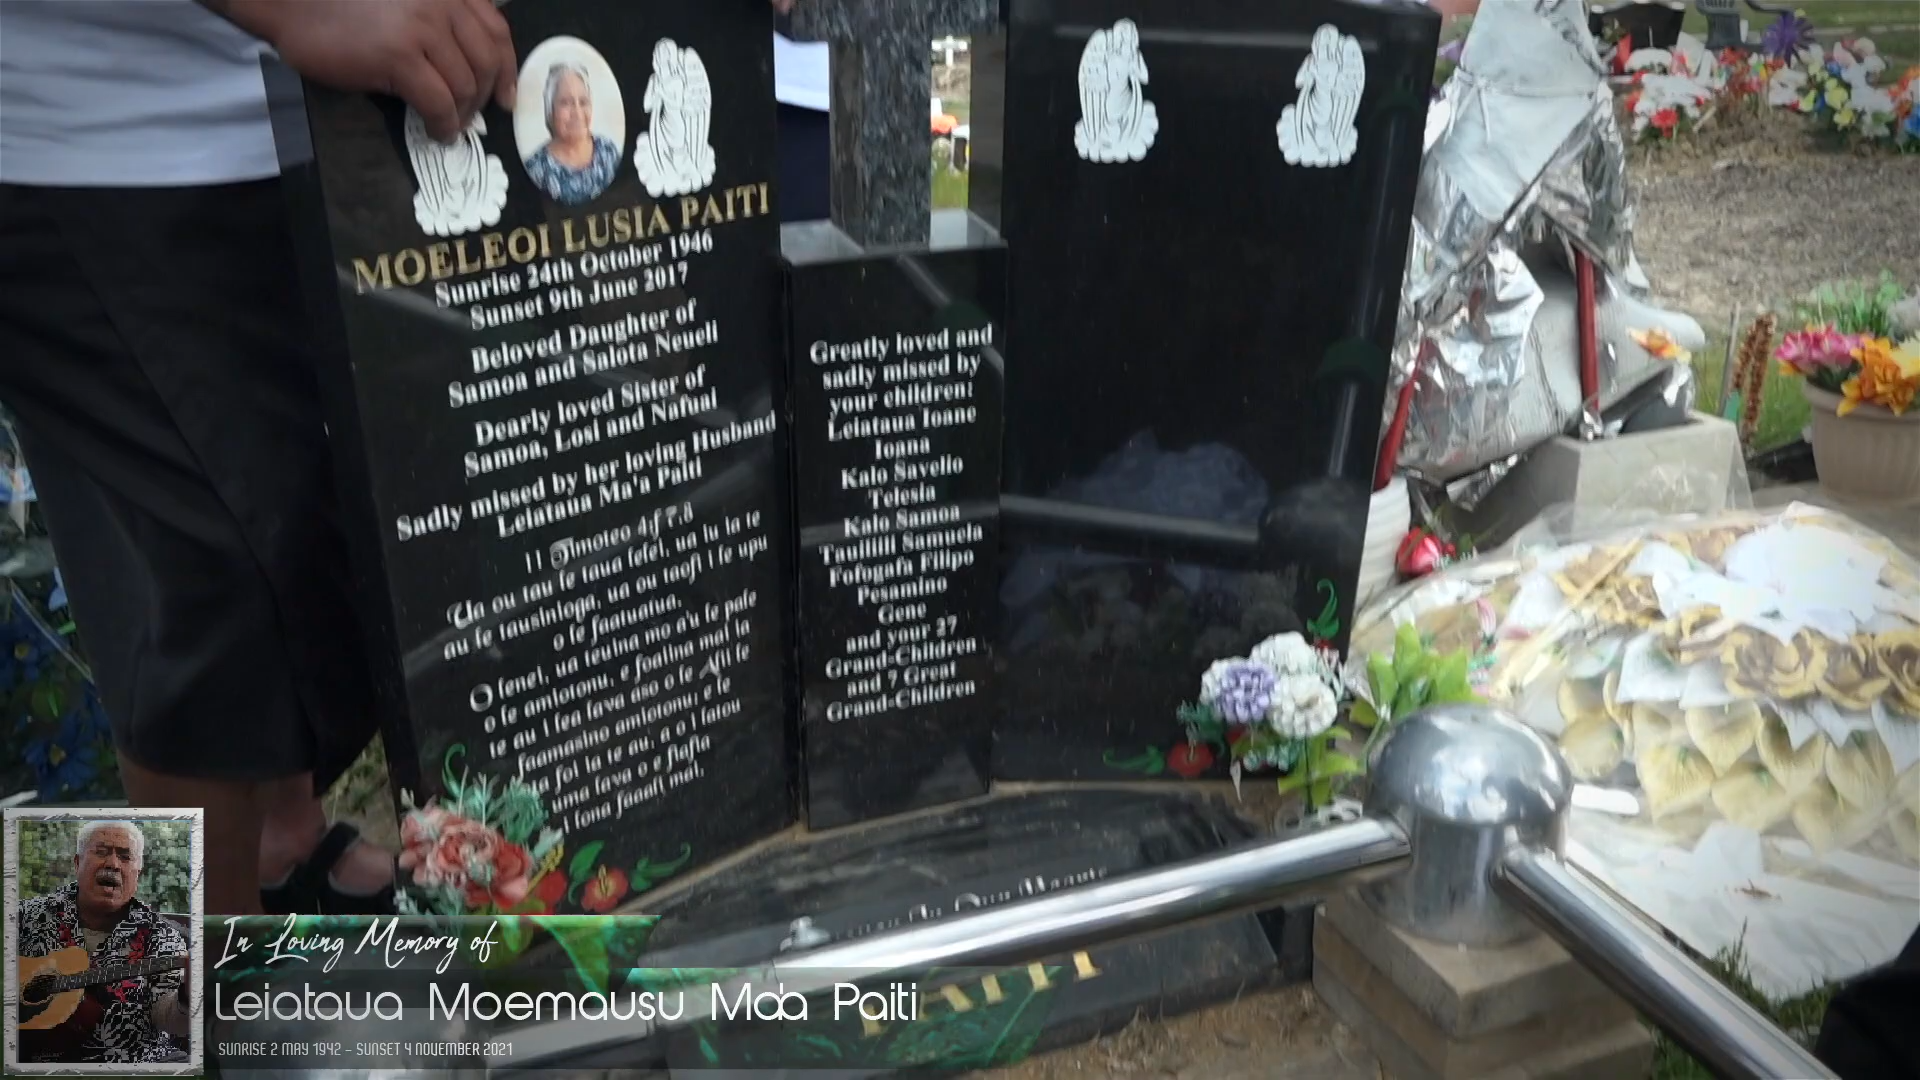 MOELEOI LUSIA PAITI
Sunrise 24th October 1946
Sunset 9th June 2017
Beloved Daughter of
Samoa and Salota Neueli
Dearly loved Sister of
Samoa, Losi and Nafual
Sadly missed by her loving Husband
Leiataua Ma'a Paiti
11 Timoteo 4:f 7.8
Ua ou tau le taua lelei, ua iu ia te
au le tausinioga, ua ou taofi i le upu
o le faatuatua.
O lenei, ua teuina mo a'u le pale
o le amiotonu, e foaiina mai ia
te au i lea lava aso o le Alii le
faamasino amiotonu; e le
foi ia te au, a o i latou
uma lava o e fiafia
i lona faaali mai.
Greatly loved and
sadly missed by
your children:
Leiataua Ioane
Ioana
Kalo Savelio
Telesia
Kalo Samoa
Tauiliili Samuela
Fofogafa Filipo
Pesamino
Gene
and your 27
Grand-Children
and 7 Great
Grand-Children
PAITI
In Loving Memory of
Leiataua Moemausu Ma'a Paiti
SUNRISE 2 MAY 1942 - SUNSET 4 NOVEMBER 2021